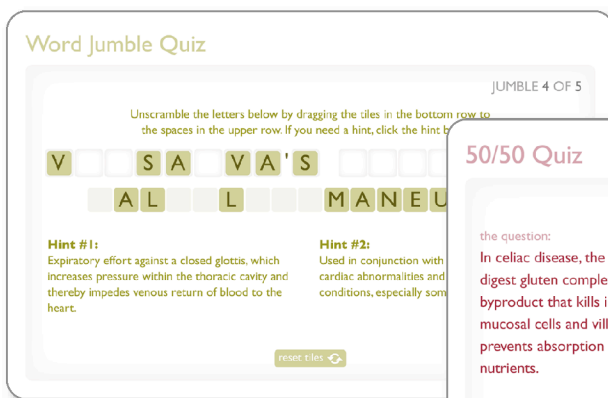 Word Jumble Quiz
JUMBLE 4 OF 5
Unscramble the letters below by dragging the tiles in the bottom row to
the spaces in the upper row. If you need a hint, click the hint b
V SA VA'S
AL L MANEU
Hint #1:
Expiratory effort against a closed glottis, which
increases pressure within the thoracic cavity and
thereby impedes venous return of blood to the
heart.
Hint #2:
Used in conjunction with
cardiac abnormalities and
conditions, especially som
reset tiles
50/50 Quiz
the question:
In celiac disease, the
digest gluten comple
byproduct that kills i
mucosal cells and vill
prevents absorption
nutrients.